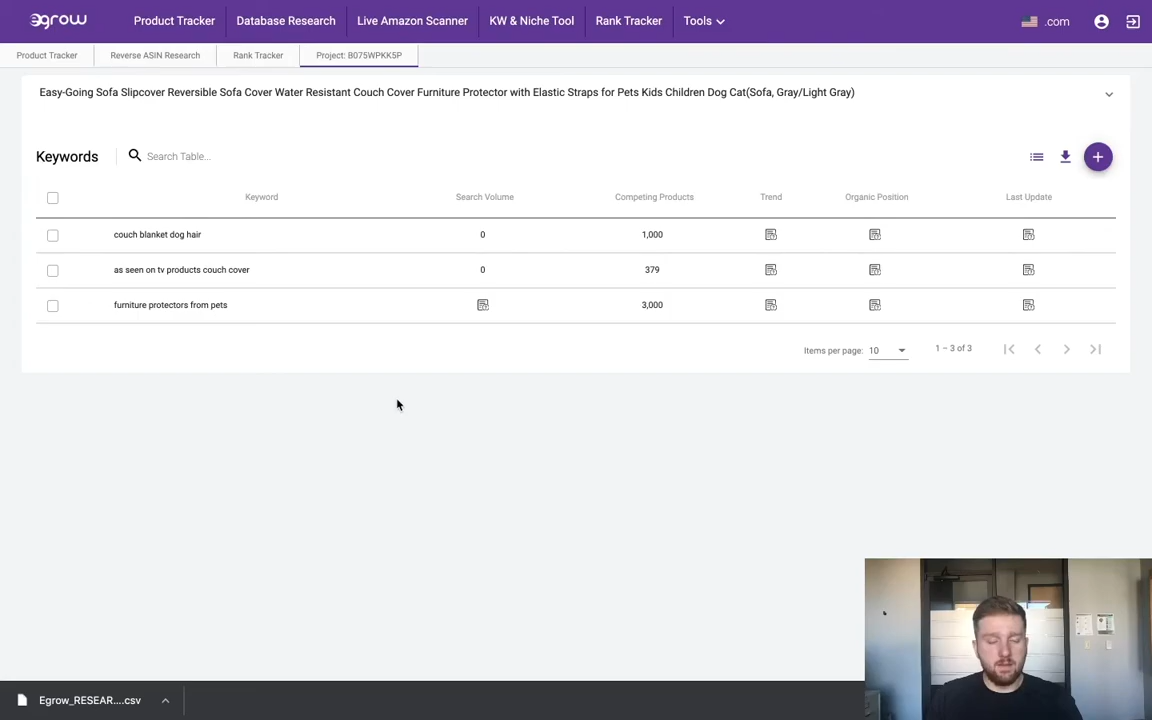 egrow
Product Tracker
Database Research
Live Amazon Scanner
KW & Niche Tool
Rank Tracker
Tools
.com
Product Tracker
Reverse ASIN Research
Rank Tracker
Project: B075WPKK5P
Easy-Going Sofa Slipcover Reversible Sofa Cover Water Resistant Couch Cover Furniture Protector with Elastic Straps for Pets Kids Children Dog Cat(Sofa, Gray/Light Gray)
Keywords
Search Table...
Keyword Search Volume Competing Products Trend Organic Position Last Update
couch blanket dog hair 0 1,000
as seen on tv products couch cover 0 379
furniture protectors from pets 3,000
Items per page: 10 1 – 3 of 3
Egrow_RESEAR....csv